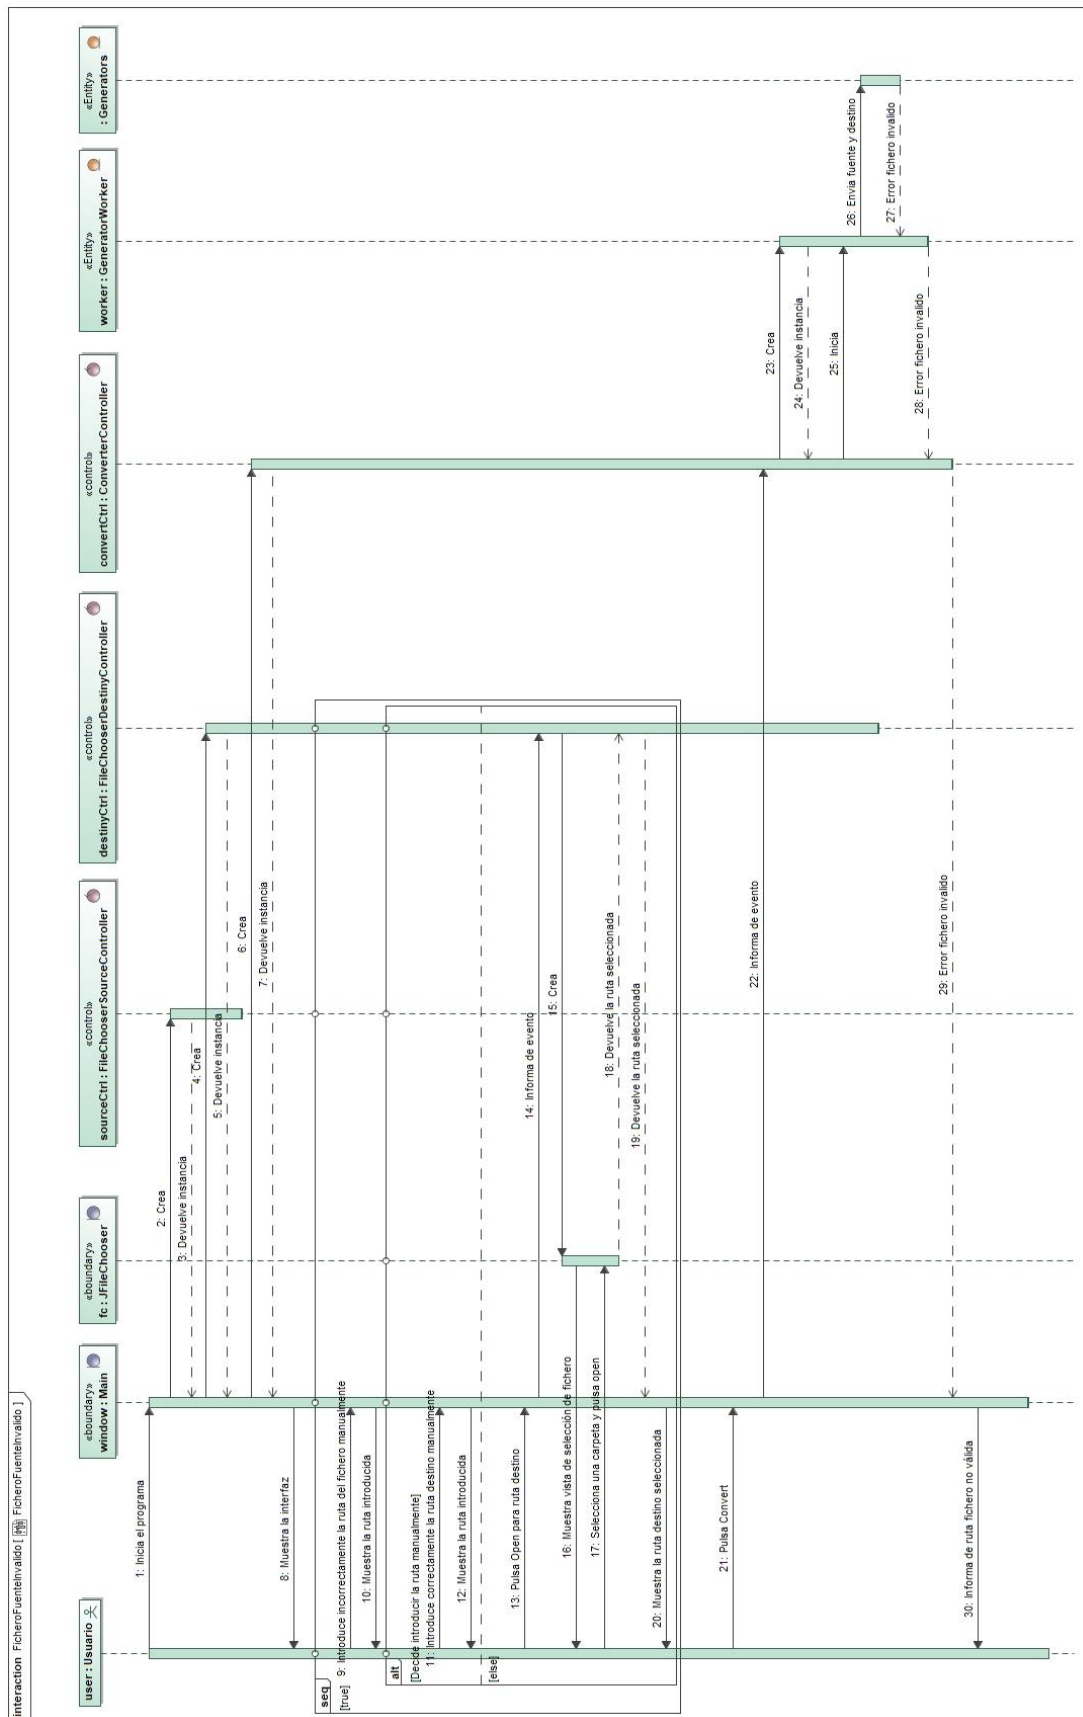 interaction FicheroFuenteInvalido [ FicheroFuenteInvalido ]
user : Usuario
«boundary»
window : Main
«boundary»
fc : JFileChooser
«control»
sourceCtrl : FileChooserSourceController
«control»
destinyCtrl : FileChooserDestinyController
«control»
convertCtrl : ConverterController
«Entity»
worker : GeneratorWorker
«Entity»
: Generators
1: Inicia el programa
2: Crea
3: Devuelve instancia
4: Crea
5: Devuelve instancia
6: Crea
7: Devuelve instancia
8: Muestra la interfaz
seq
[true]
9: Introduce incorrectamente la ruta del fichero manualmente
10: Muestra la ruta introducida
alt
[Decide introducir la ruta manualmente]
11: Introduce correctamente la ruta destino manualmente
12: Muestra la ruta introducida
[else]
13: Pulsa Open para ruta destino
14: Informa de evento
15: Crea
16: Muestra vista de selección de fichero
17: Selecciona una carpeta y pulsa open
18: Devuelve la ruta seleccionada
19: Devuelve la ruta seleccionada
20: Muestra la ruta destino seleccionada
21: Pulsa Convert
22: Informa de evento
23: Crea
24: Devuelve instancia
25: Inicia
26: Envia fuente y destino
27: Error fichero invalido
28: Error fichero invalido
29: Error fichero invalido
30: Informa de ruta fichero no válida